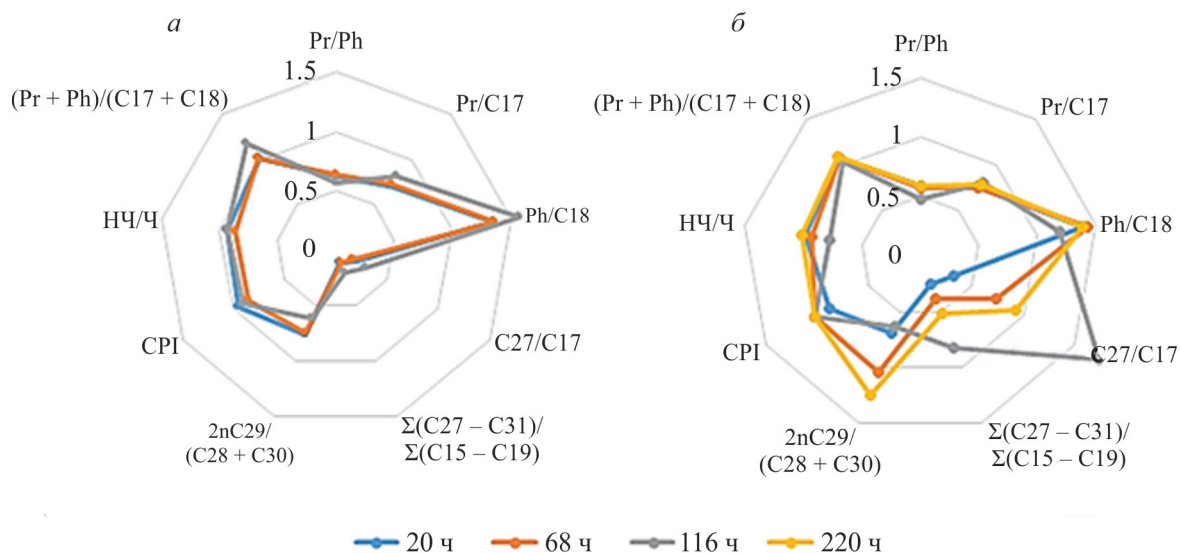 а
Pr/Ph
1.5
(Pr + Ph)/(C17 + C18)
Pr/C17
1
0.5
НЧ/Ч
Ph/C18
0
CPI
C27/C17
2nC29/
(C28 + C30)
Σ(C27 – C31)/
Σ(C15 – C19)
б
Pr/Ph
1.5
(Pr + Ph)/(C17 + C18)
Pr/C17
1
0.5
НЧ/Ч
Ph/C18
0
CPI
C27/C17
2nC29/
(C28 + C30)
Σ(C27 – C31)/
Σ(C15 – C19)
20 ч 68 ч 116 ч 220 ч